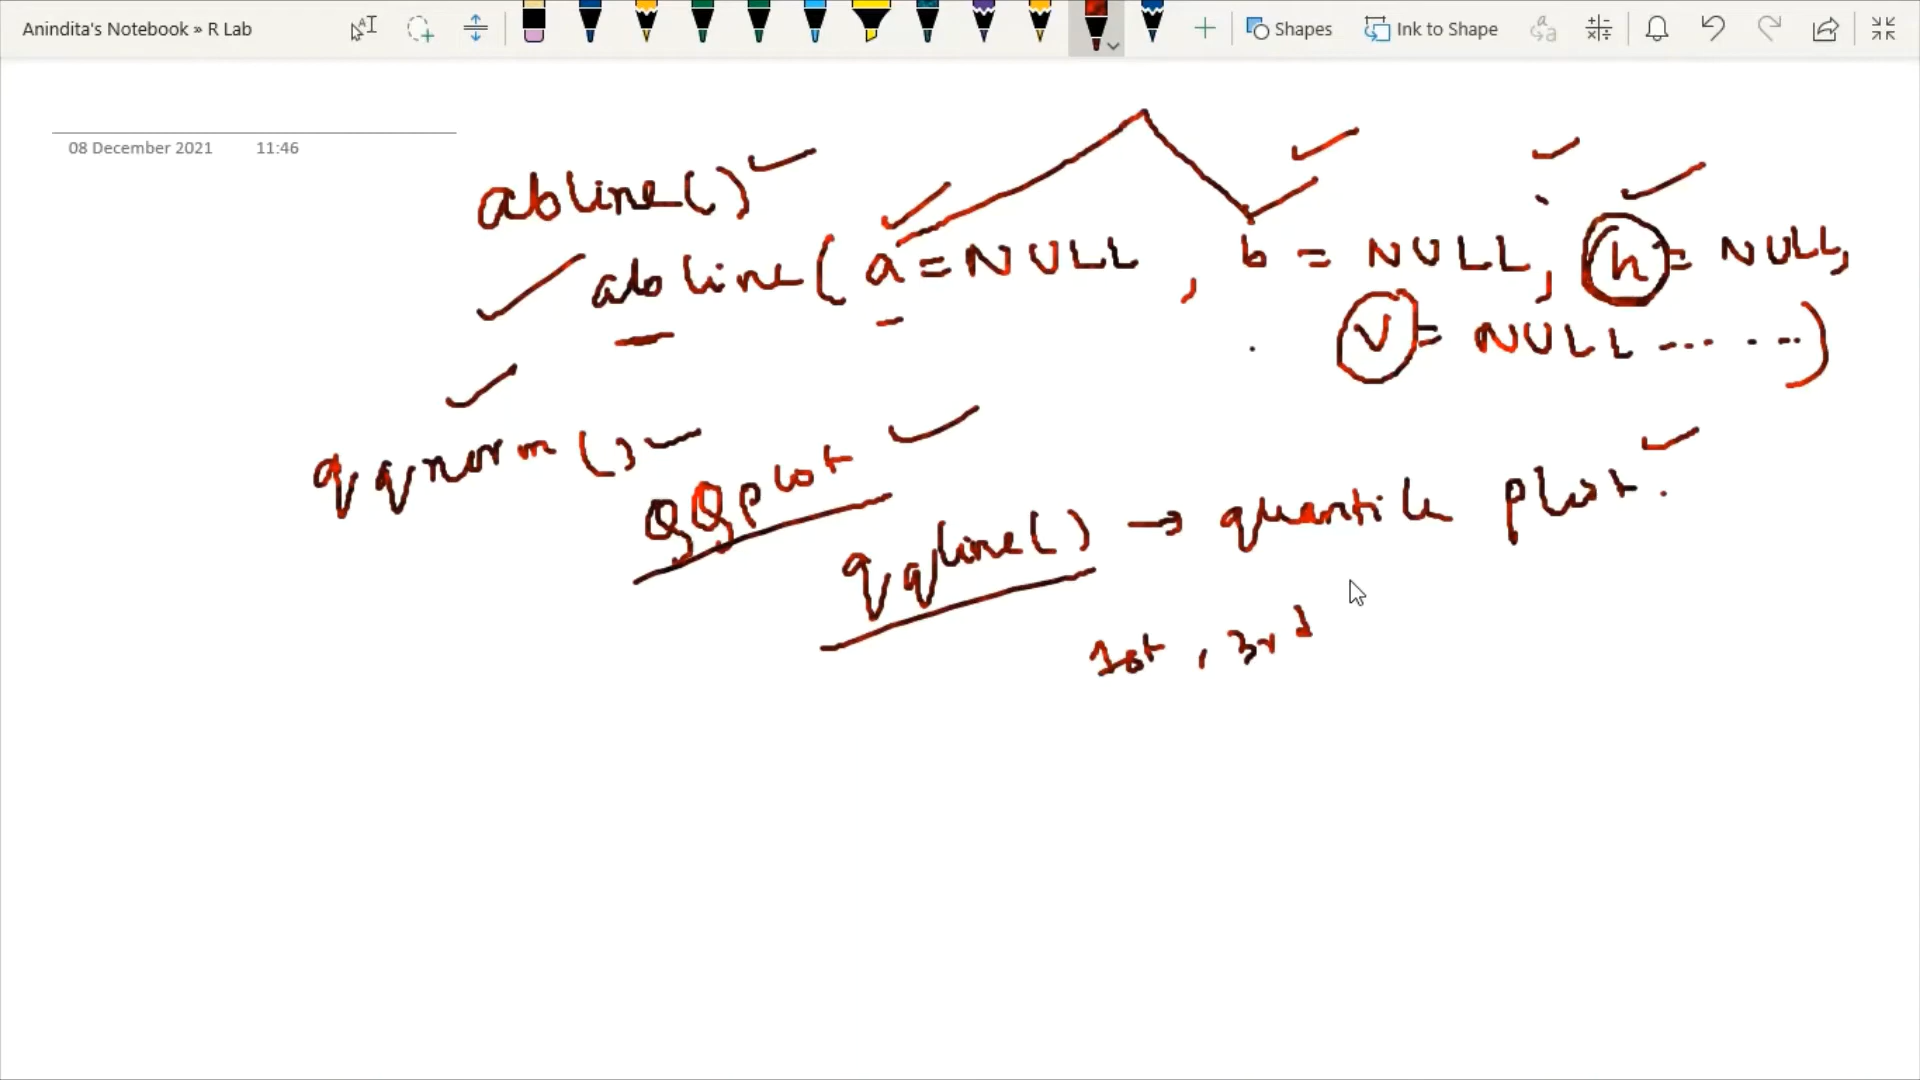 Anindita's Notebook » R Lab
Shapes
Ink to Shape
08 December 2021 11:46
abline()
abline(a=NULL, b = NULL, h= NULL,
v= NULL ... ...)
qqnorm()
QQplot
qqline() → quantile plot.
1st, 3rd